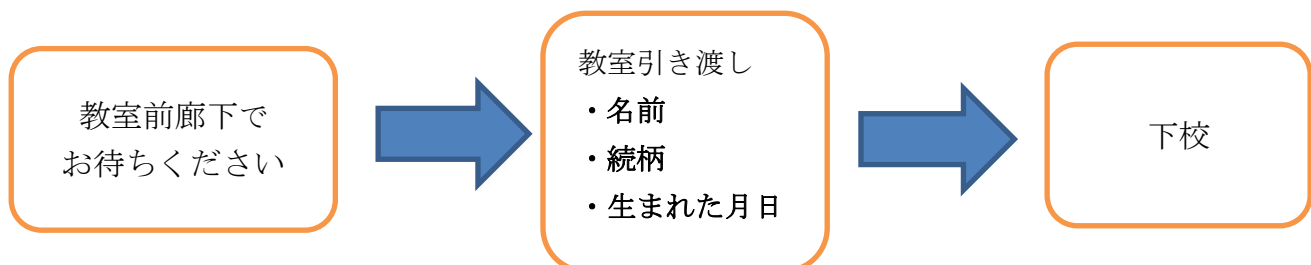 教室前廊下で
お待ちください
教室引き渡し
・名前
・続柄
・生まれた月日
下校